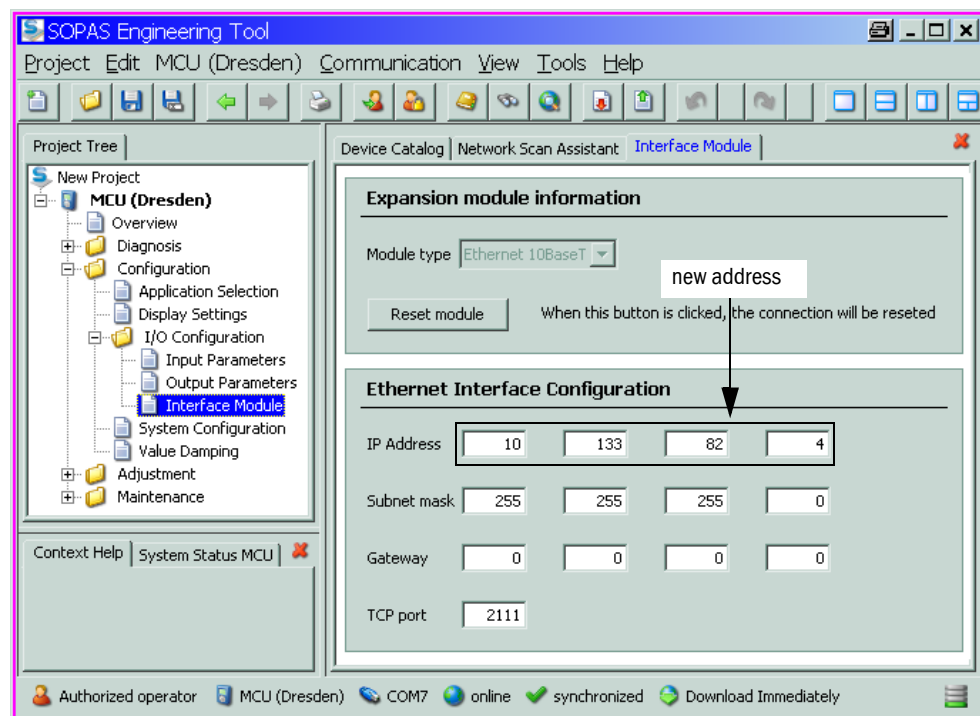 SOPAS Engineering Tool
Project Edit MCU (Dresden) Communication View Tools Help
Project Tree
New Project
MCU (Dresden)
Overview
Diagnosis
Configuration
Application Selection
Display Settings
I/O Configuration
Input Parameters
Output Parameters
Interface Module
System Configuration
Value Damping
Adjustment
Maintenance
Context Help System Status MCU
Device Catalog Network Scan Assistant Interface Module
Expansion module information
Module type Ethernet 10BaseT
new address
Reset module When this button is clicked, the connection will be reseted
Ethernet Interface Configuration
IP Address 10 133 82 4
Subnet mask 255 255 255 0
Gateway 0 0 0 0
TCP port 2111
Authorized operator MCU (Dresden) COM7 online synchronized Download Immediately